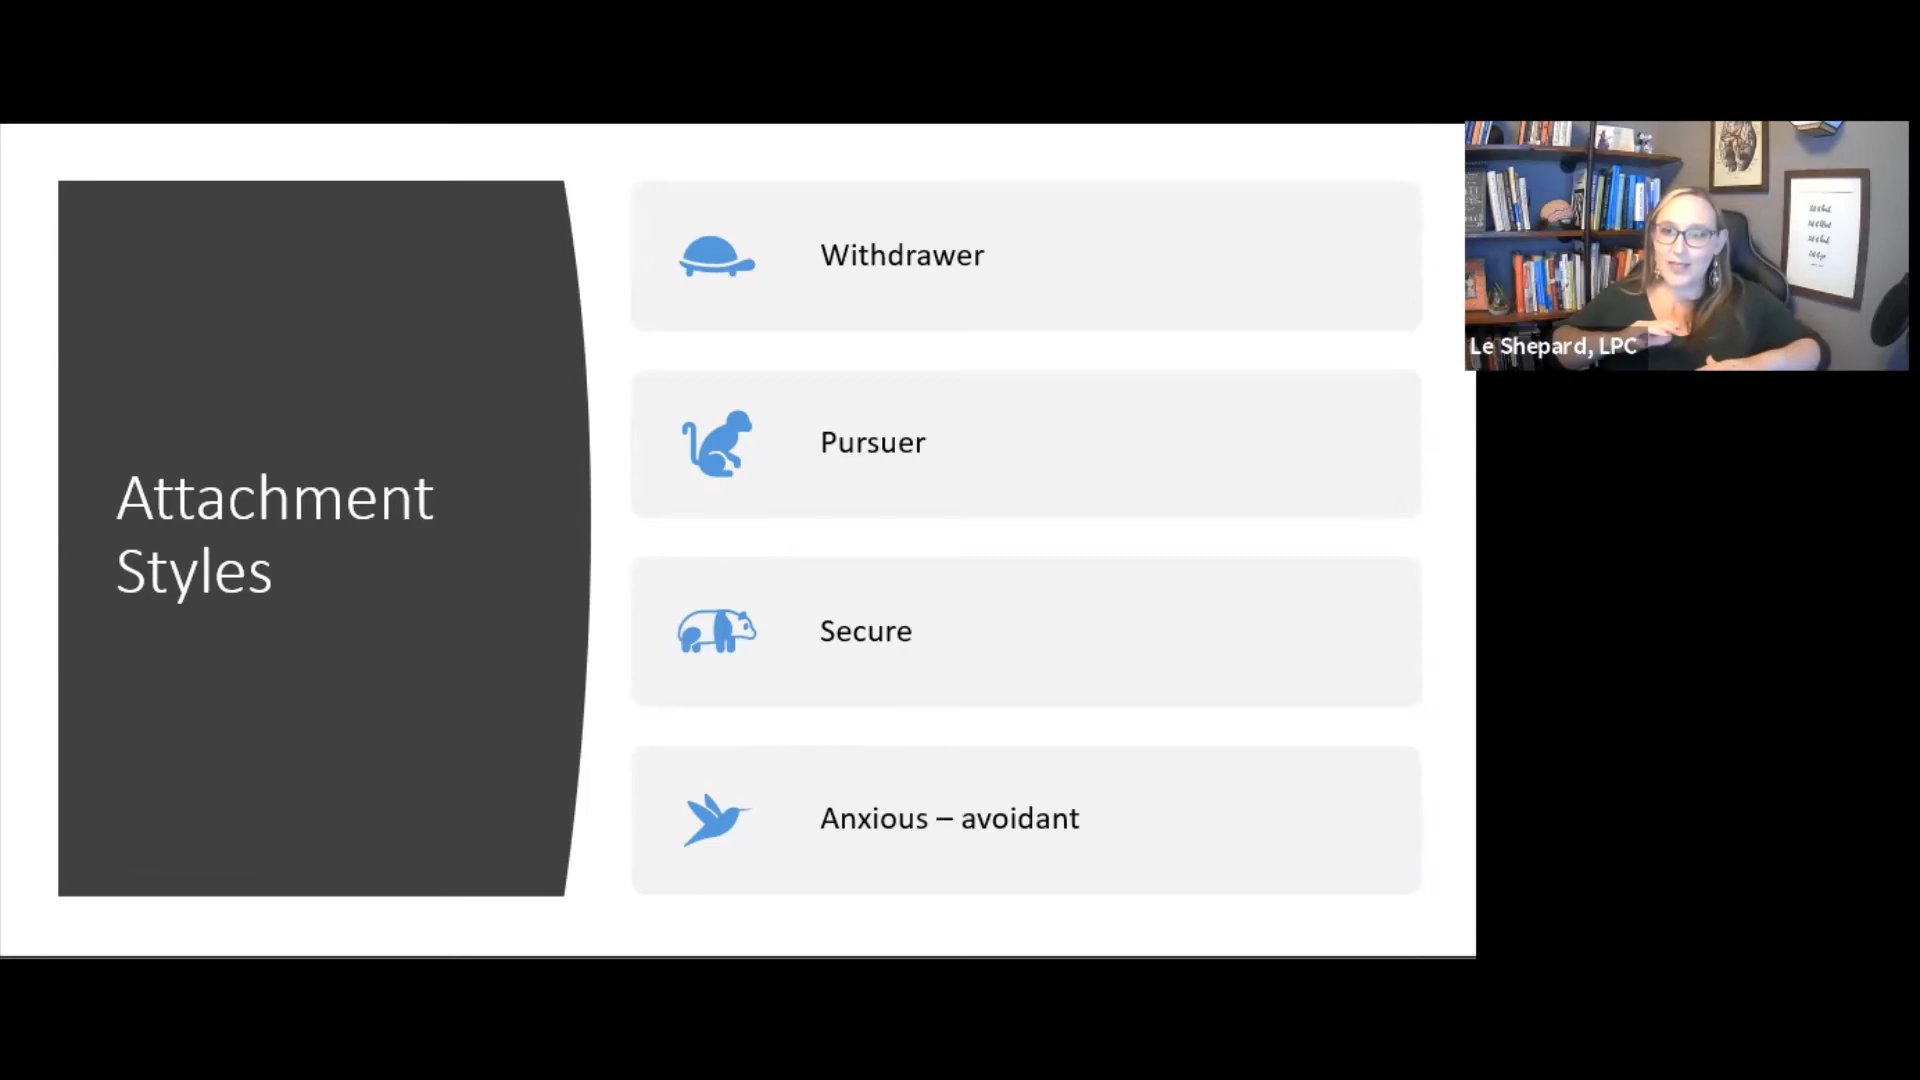 Attachment
Styles
Withdrawer
Pursuer
Secure
Anxious – avoidant
Le Shepard, LPC